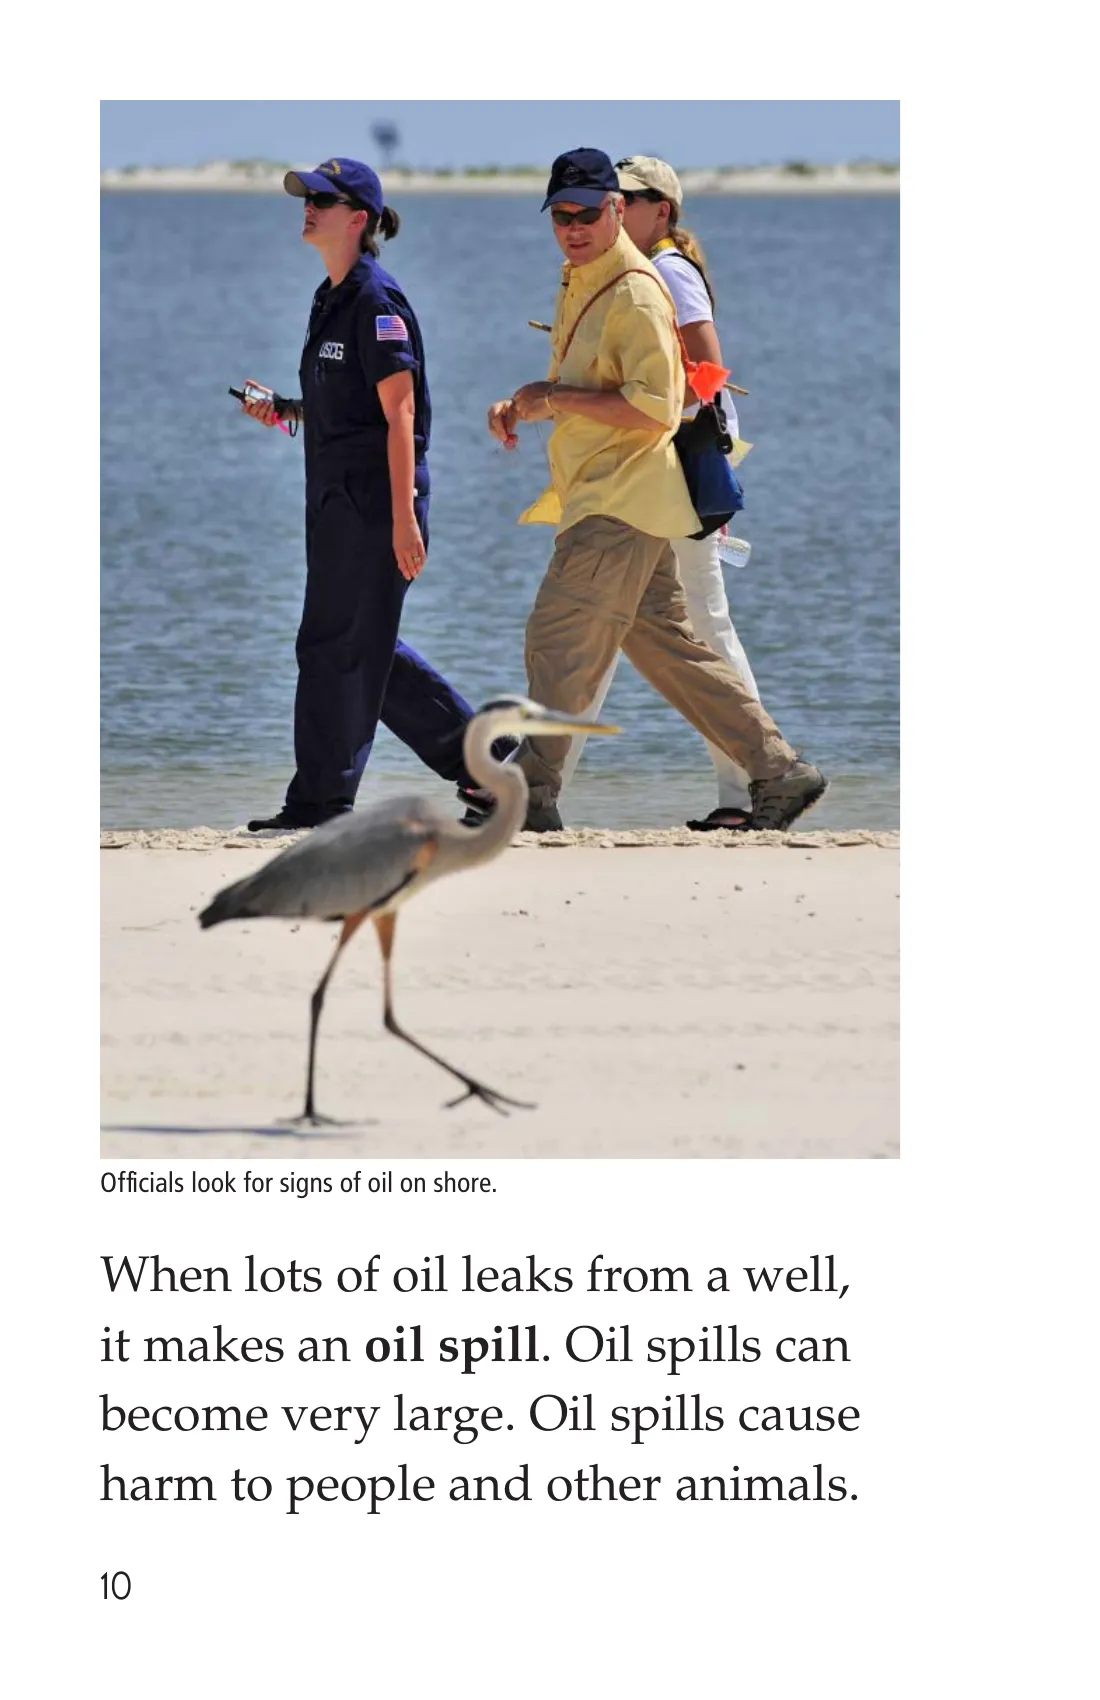 USCG
Officials look for signs of oil on shore.
When lots of oil leaks from a well,
it makes an oil spill. Oil spills can
become very large. Oil spills cause
harm to people and other animals.
10